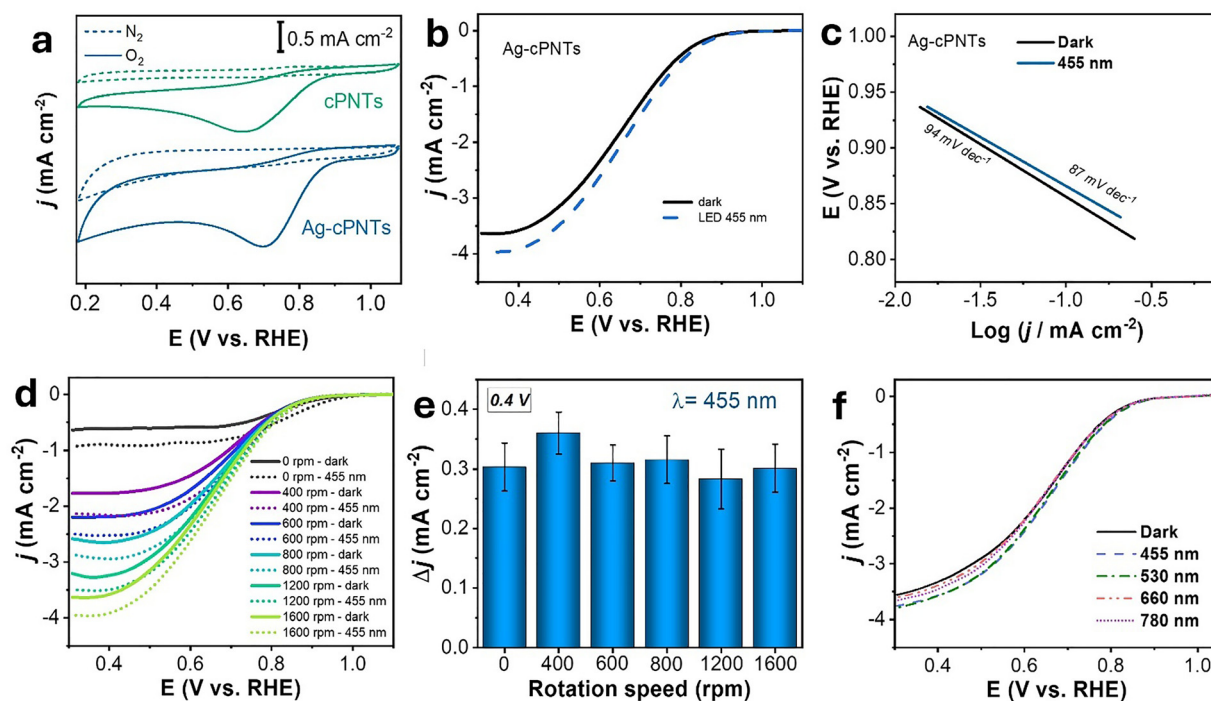 a
N₂
O₂
0.5 mA cm⁻²
cPNTs
Ag-cPNTs
j (mA cm⁻²)
0.2 0.4 0.6 0.8 1.0
E (V vs. RHE)
b
Ag-cPNTs
0
-1
-2
-3
-4
j (mA cm⁻²)
dark
LED 455 nm
0.4 0.6 0.8 1.0
E (V vs. RHE)
c
Ag-cPNTs
Dark
455 nm
1.00
0.95
0.90
0.85
0.80
E (V vs. RHE)
94 mV dec⁻¹
87 mV dec⁻¹
-2.0 -1.5 -1.0 -0.5
Log (j / mA cm⁻²)
d
0
-1
-2
-3
-4
j (mA cm⁻²)
0 rpm - dark
0 rpm - 455 nm
400 rpm - dark
400 rpm - 455 nm
600 rpm - dark
600 rpm - 455 nm
800 rpm - dark
800 rpm - 455 nm
1200 rpm - dark
1200 rpm - 455 nm
1600 rpm - dark
1600 rpm - 455 nm
0.4 0.6 0.8 1.0
E (V vs. RHE)
e
0.4 V
λ= 455 nm
0.4
0.3
0.2
0.1
0.0
Δj (mA cm⁻²)
0 400 600 800 1200 1600
Rotation speed (rpm)
f
0
-1
-2
-3
-4
j (mA cm⁻²)
Dark
455 nm
530 nm
660 nm
780 nm
0.4 0.6 0.8 1.0
E (V vs. RHE)